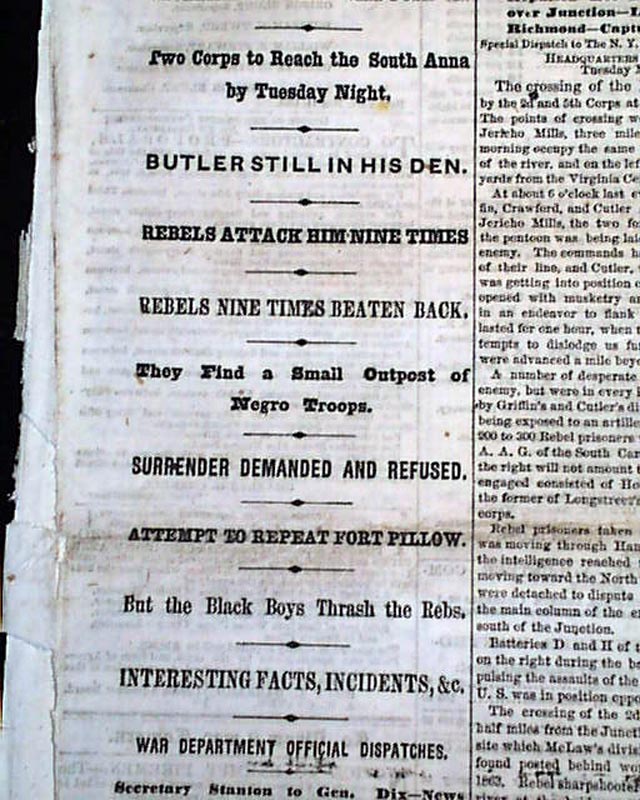 Two Corps to Reach the South Anna
by Tuesday Night,
BUTLER STILL IN HIS DEN.
REBELS ATTACK HIM NINE TIMES
REBELS NINE TIMES BEATEN BACK.
They Find a Small Outpost of
Negro Troops.
SURRENDER DEMANDED AND REFUSED.
ATTEMPT TO REPEAT FORT PILLOW.
But the Black Boys Thrash the Rebs.
INTERESTING FACTS, INCIDENTS, &c.
WAR DEPARTMENT OFFICIAL DISPATCHES.
Secretary Stanton to Gen. Dix—News
over Junction—L
Richmond—Capt
Special Dispatch to The N. Y.
HEADQUARTERS
Tuesday
The crossing of the
by the 2d and 5th Corps at
The points of crossing w
Jericho Mills, three mile
morning occupy the same
of the river, and on the lef
yards from the Virginia Ce
At about 6 o'clock last e
fin, Crawford, and Cutler
Jericho Mills, the two fo
the pontoon was being lai
enemy. The commands h
of their line, and Cutler,
was getting into position
opened with musketry a
in an endeavor to flank
lasted for one hour, when
tempts to dislodge us fu
were advanced a mile beyo
A number of desperate
enemy, but were in every i
by Griffin's and Cutler's di
being exposed to an artille
200 to 300 Rebel prisoners
A. A. G. of the South Car
the right will not amount t
engaged consisted of He
the former of Longstreet's
corps.
Rebel prisoners taken
was moving through Han
the intelligence reached
moving toward the North
were detached to dispute
the main column of the e
south of the Junction.
Batteries D and H of t
on the right during the b
pulsing the assaults of the
U. S. was in position oppo
The crossing of the 2d
half miles from the Juncti
site which McLaw's divis
found posted behind wo
1863. Rebel sharpshoote